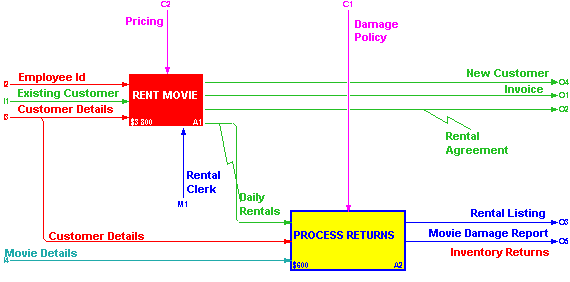 C2
C1
Pricing
Damage
Policy
I2
Employee Id
New Customer
O4
I1
Existing Customer
RENT MOVIE
Invoice
O1
I3
Customer Details
O2
$3,800
A1
Rental
Agreement
Rental
Clerk
M1
Daily
Rentals
Rental Listing
O3
Customer Details
PROCESS RETURNS
Movie Damage Report
O5
Movie Details
I4
$600
A2
Inventory Returns